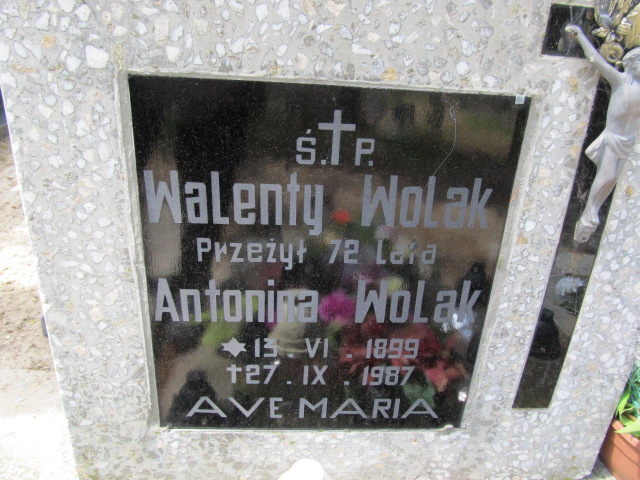 Ś.P.
Walenty Wolak
Przeżył 72 Lata
Antonina Wolak
13. VI. 1899
27. IX. 1987
AVE MARIA